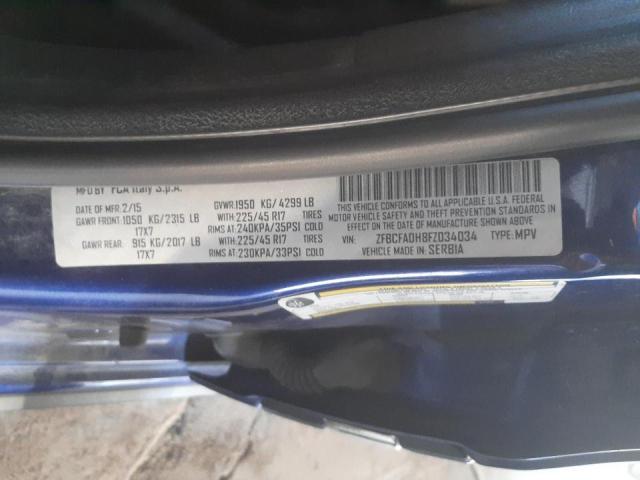 MFD BY FCA Italy S.p.A.
DATE OF MFR: 2/15 GVWR: 1950 KG/4299 LB
GAWR FRONT: 1050 KG/2315 LB WITH: 225/45 R17 TIRES
17X7 RIMS AT: 240KPA/35PSI COLD
GAWR REAR: 915 KG/2017 LB WITH: 225/45 R17 TIRES
17X7 RIMS AT: 230KPA/33PSI COLD
THIS VEHICLE CONFORMS TO ALL APPLICABLE U.S.A. FEDERAL
MOTOR VEHICLE SAFETY, BUMPER, AND THEFT PREVENTION STANDARDS IN
EFFECT ON THE DATE OF MANUFACTURE SHOWN ABOVE.
VIN: ZFBCFADH8FZ034034 TYPE: MPV
VEHICLE MADE IN: SERBIA